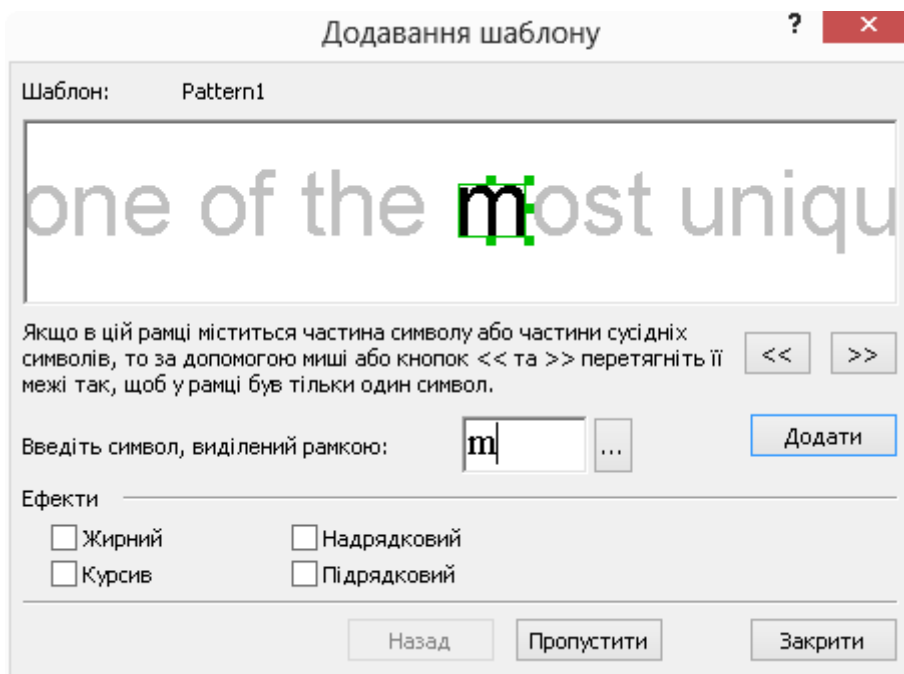 Додавання шаблону ?
Шаблон: Pattern1
one of the most uniqu
Якщо в цій рамці міститься частина символу або частини сусідніх
символів, то за допомогою миші або кнопок << та >> перетягніть її
межі так, щоб у рамці був тільки один символ.
<< >>
Введіть символ, виділений рамкою: m ... Додати
Ефекти
Жирний Надрядковий
Курсив Підрядковий
Назад Пропустити Закрити